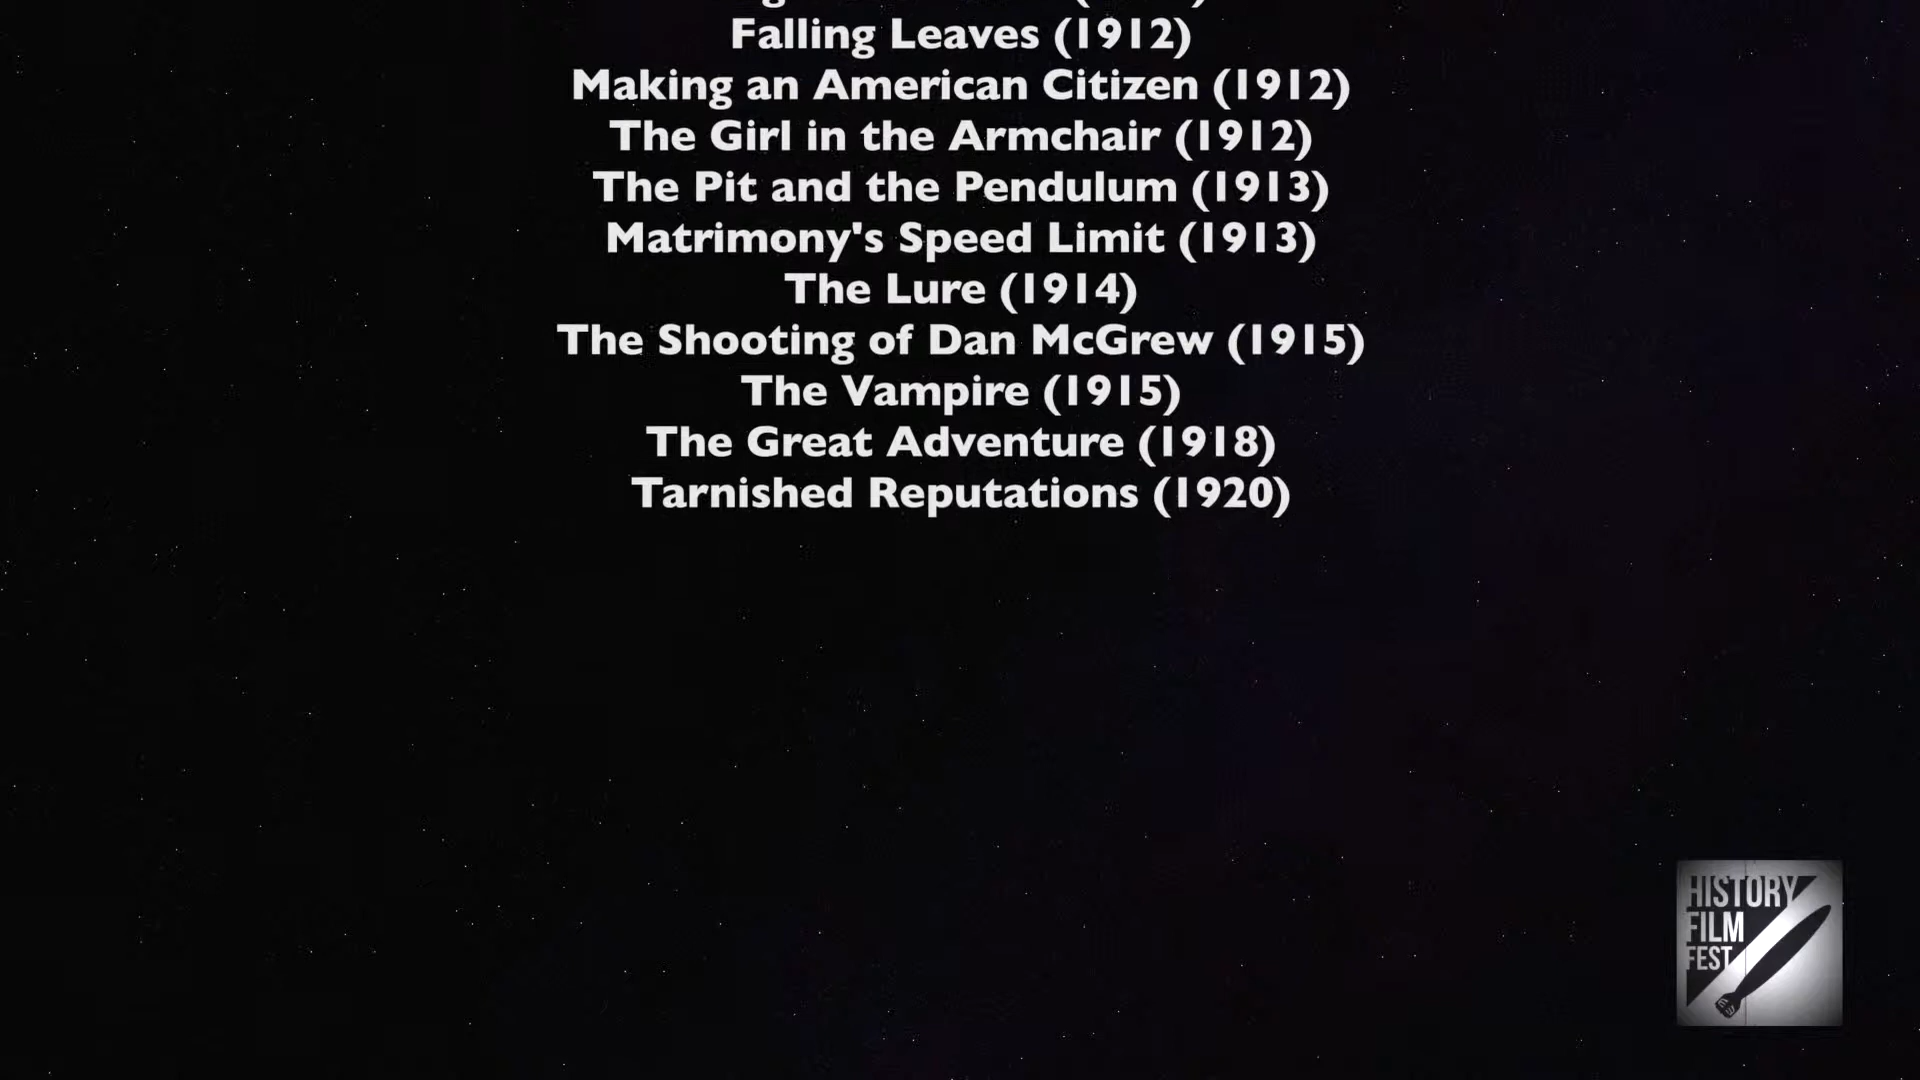 Falling Leaves (1912)
Making an American Citizen (1912)
The Girl in the Armchair (1912)
The Pit and the Pendulum (1913)
Matrimony's Speed Limit (1913)
The Lure (1914)
The Shooting of Dan McGrew (1915)
The Vampire (1915)
The Great Adventure (1918)
Tarnished Reputations (1920)
HISTORY
FILM
FEST